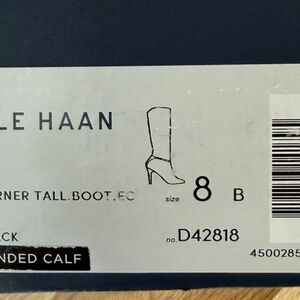 LE HAAN
RNER TALL.BOOT.EC
size 8 B
CK
no. D42818
4500285
NDED CALF